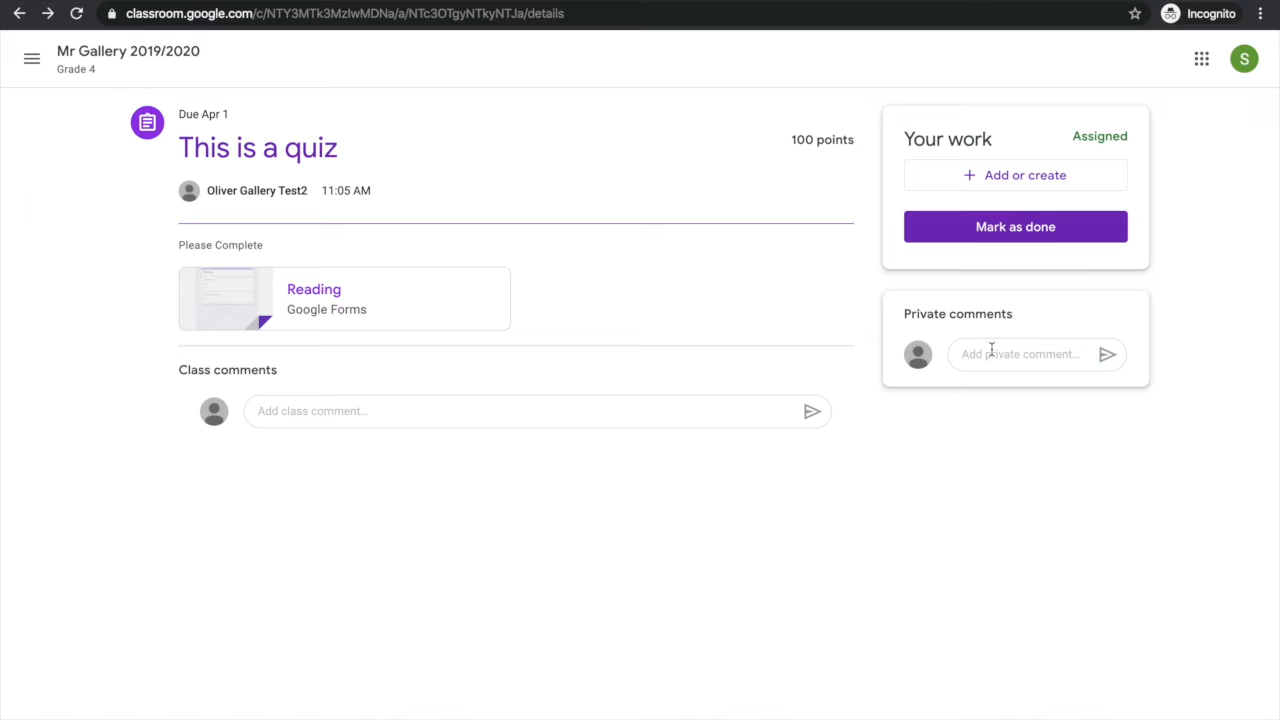 classroom.google.com/c/NTY3MTk3MzIwMDNa/a/NTc3OTgyNTkyNTJa/details
Incognito
Mr Gallery 2019/2020
Grade 4
S
Due Apr 1
This is a quiz
100 points
Oliver Gallery Test2 11:05 AM
Please Complete
Reading
Google Forms
Class comments
Add class comment...
Your work
Assigned
+ Add or create
Mark as done
Private comments
Add private comment...